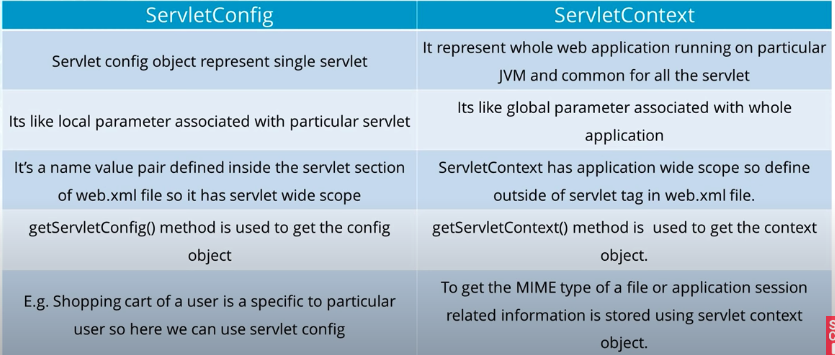 ServletConfig
ServletContext
Servlet config object represent single servlet
It represent whole web application running on particular
JVM and common for all the servlet
Its like local parameter associated with particular servlet
Its like global parameter associated with whole
application
It's a name value pair defined inside the servlet section
of web.xml file so it has servlet wide scope
ServletContext has application wide scope so define
outside of servlet tag in web.xml file.
getServletConfig() method is used to get the config
object
getServletContext() method is used to get the context
object.
E.g. Shopping cart of a user is a specific to particular
user so here we can use servlet config
To get the MIME type of a file or application session
related information is stored using servlet context
object.